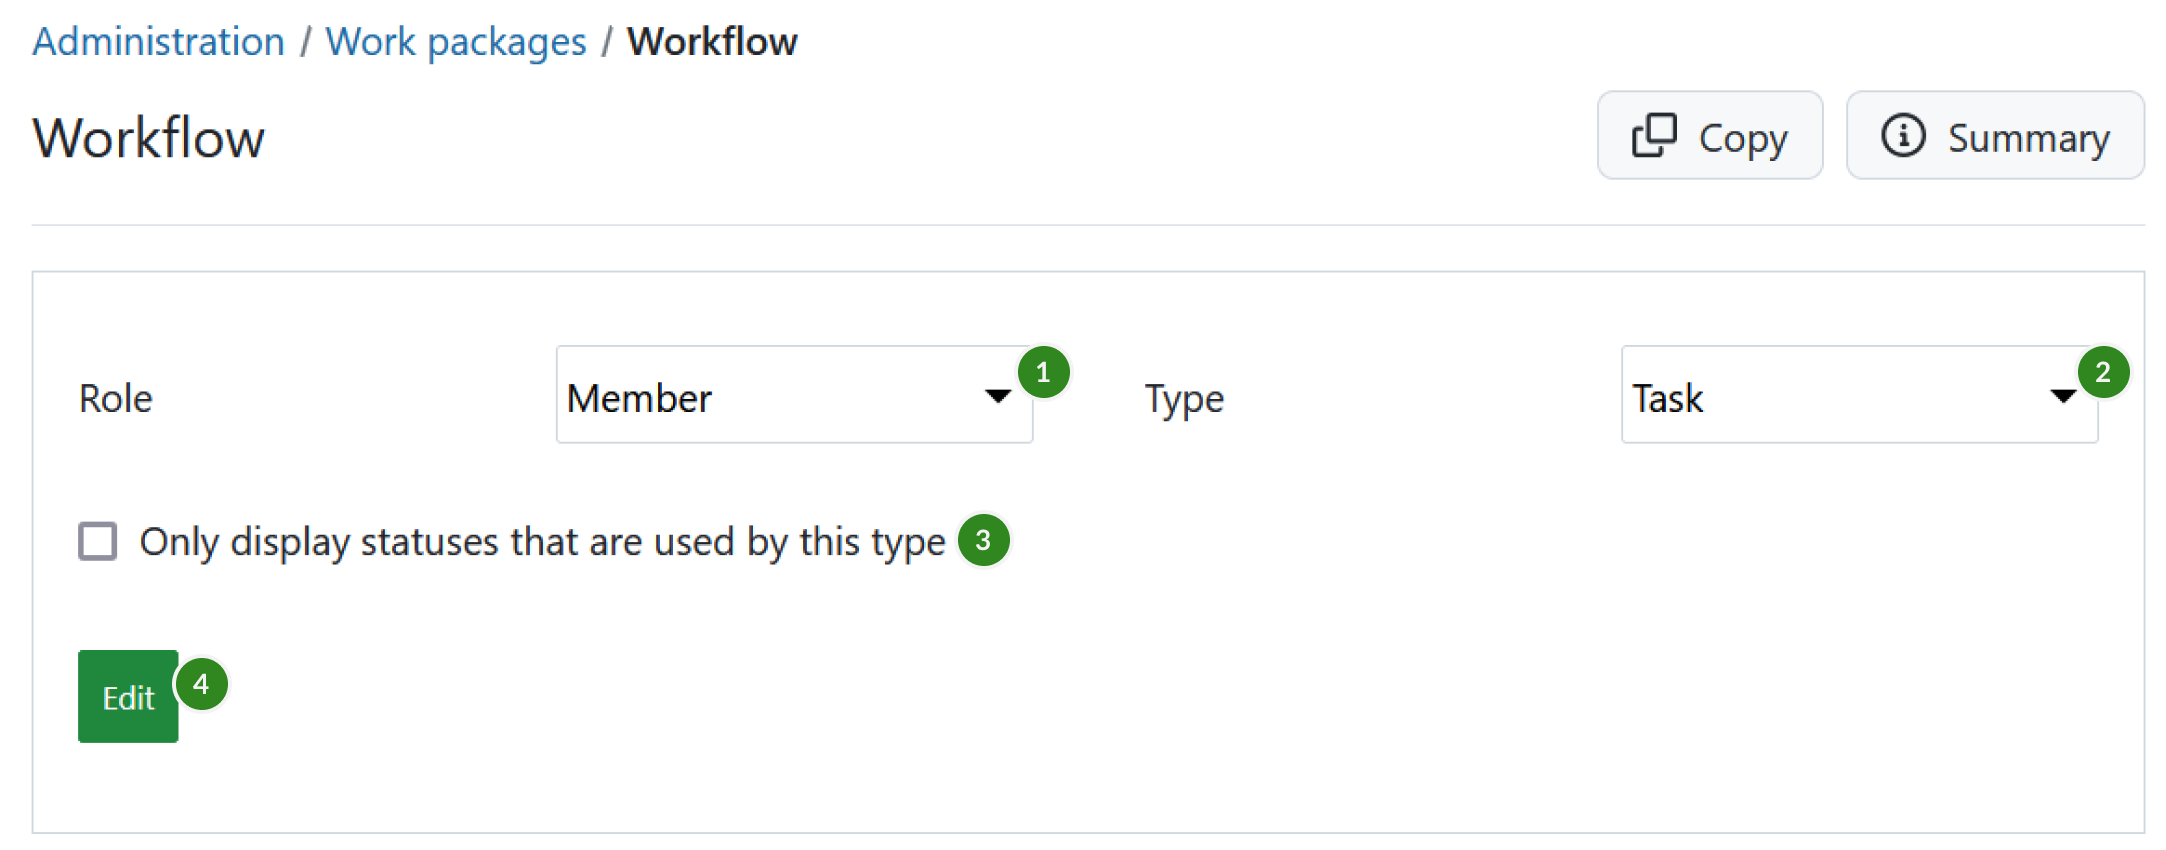 Administration / Work packages / Workflow
Workflow
Copy
Summary
Role
Member
1
Type
Task
2
Only display statuses that are used by this type
3
Edit
4